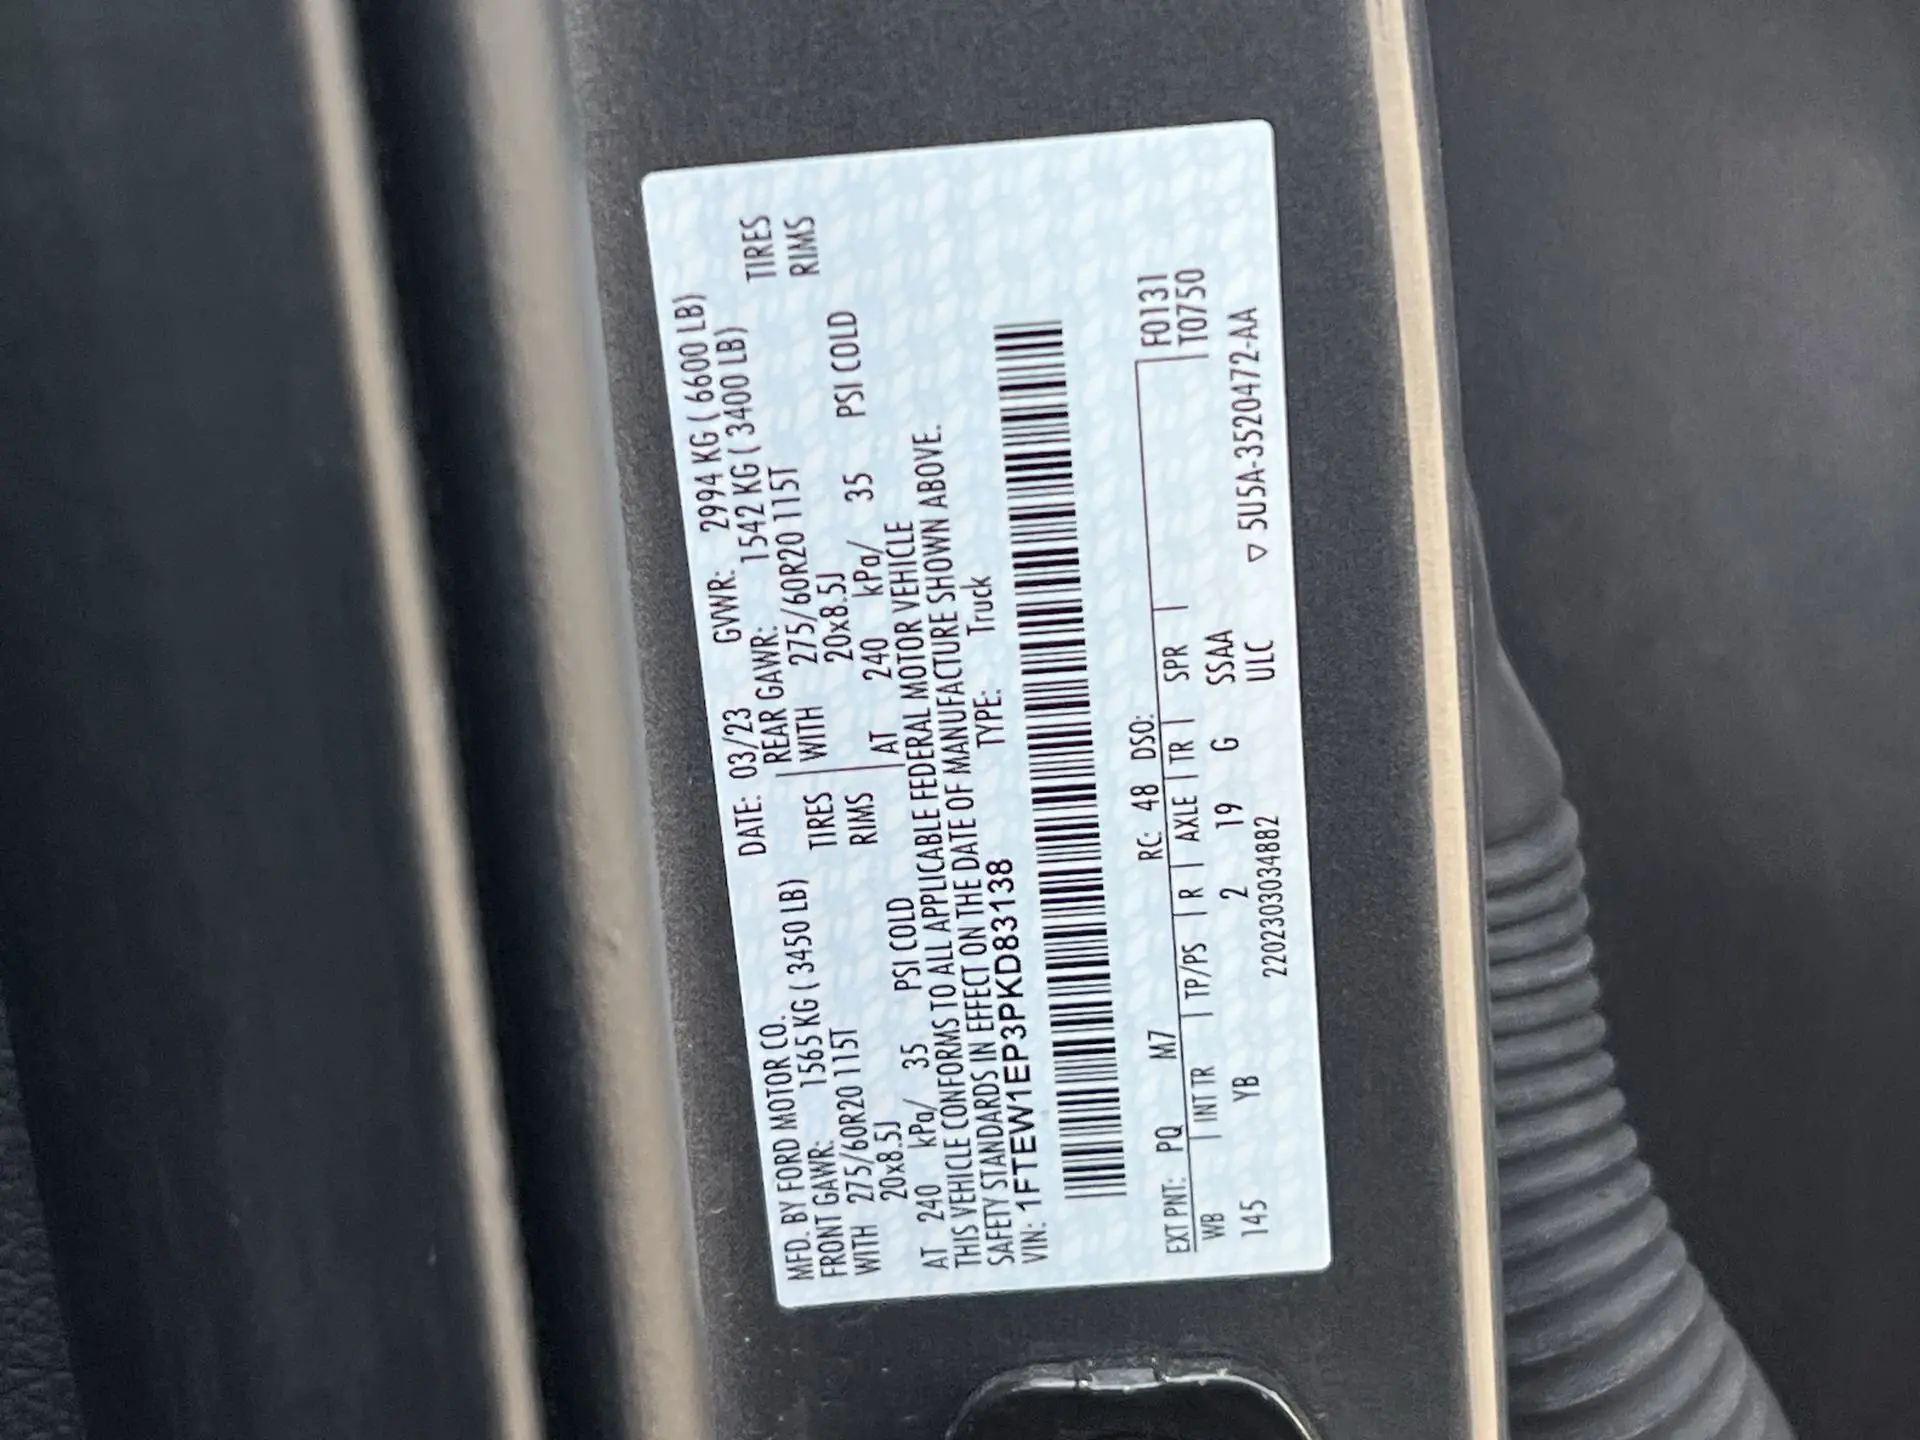 MFD. BY FORD MOTOR CO. DATE: 03/23 GVWR: 2994 KG ( 6600 LB)
FRONT GAWR: 1565 KG ( 3450 LB) REAR GAWR: 1542 KG ( 3400 LB)
WITH 275/60R20 115T TIRES WITH 275/60R20 115T TIRES
20x8.5J RIMS 20x8.5J RIMS
AT 240 kPa/ 35 PSI COLD AT 240 kPa/ 35 PSI COLD
THIS VEHICLE CONFORMS TO ALL APPLICABLE FEDERAL MOTOR VEHICLE
SAFETY STANDARDS IN EFFECT ON THE DATE OF MANUFACTURE SHOWN ABOVE.
VIN: 1FTEW1EP3PKD83138 TYPE: Truck
EXT PNT: PQ M7 RC: 48 DSO: F0131
WB INT TR TP/PS R AXLE TR SPR T0750
145 YB 2 19 G SSAA
22023030304882 ULC ▽ 5U5A-3520472-AA